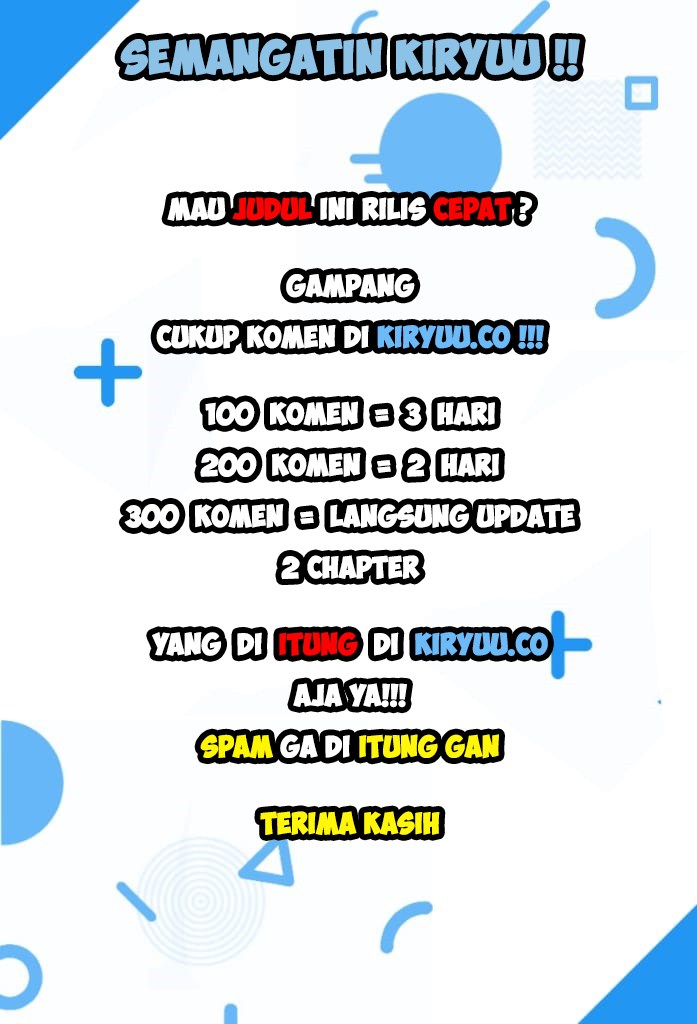 SEMANGATIN KIRYUU !!
MAU JUDUL INI RILIS CEPAT ?
GAMPANG
CUKUP KOMEN DI KIRYUU.CO !!!
100 KOMEN = 3 HARI
200 KOMEN = 2 HARI
300 KOMEN = LANGSUNG UPDATE
2 CHAPTER
YANG DI ITUNG DI KIRYUU.CO
AJA YA!!!
SPAM GA DI ITUNG GAN
TERIMA KASIH